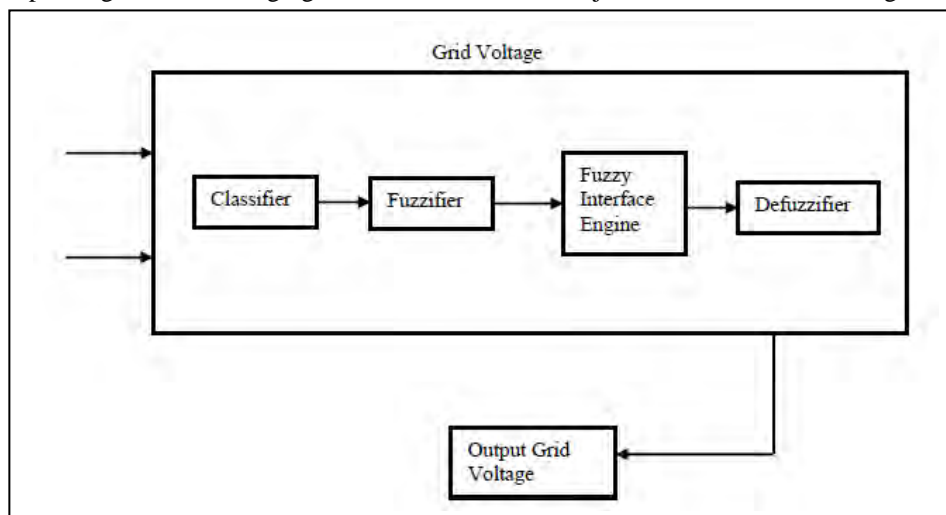 Grid Voltage
Classifier
Fuzzifier
Fuzzy
Interface
Engine
Defuzzifier
Output Grid
Voltage